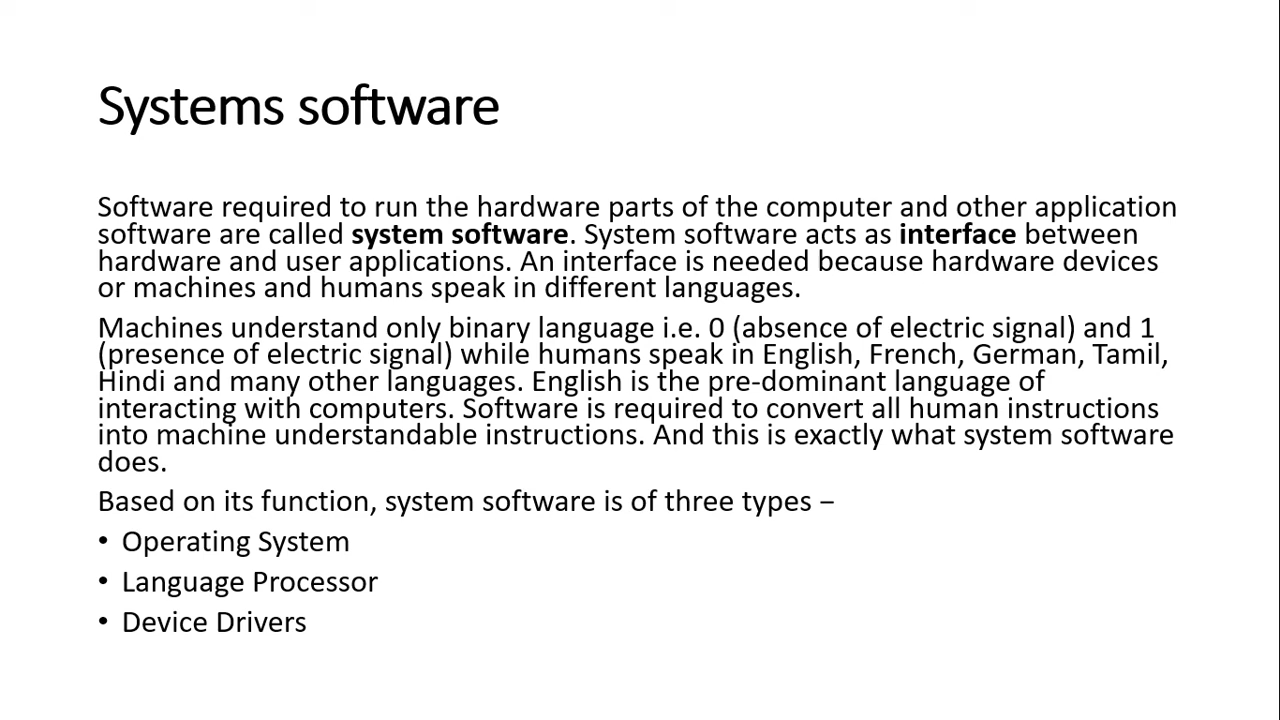 Systems software
Software required to run the hardware parts of the computer and other application
software are called system software. System software acts as interface between
hardware and user applications. An interface is needed because hardware devices
or machines and humans speak in different languages.
Machines understand only binary language i.e. 0 (absence of electric signal) and 1
(presence of electric signal) while humans speak in English, French, German, Tamil,
Hindi and many other languages. English is the pre-dominant language of
interacting with computers. Software is required to convert all human instructions
into machine understandable instructions. And this is exactly what system software
does.
Based on its function, system software is of three types −
• Operating System
• Language Processor
• Device Drivers